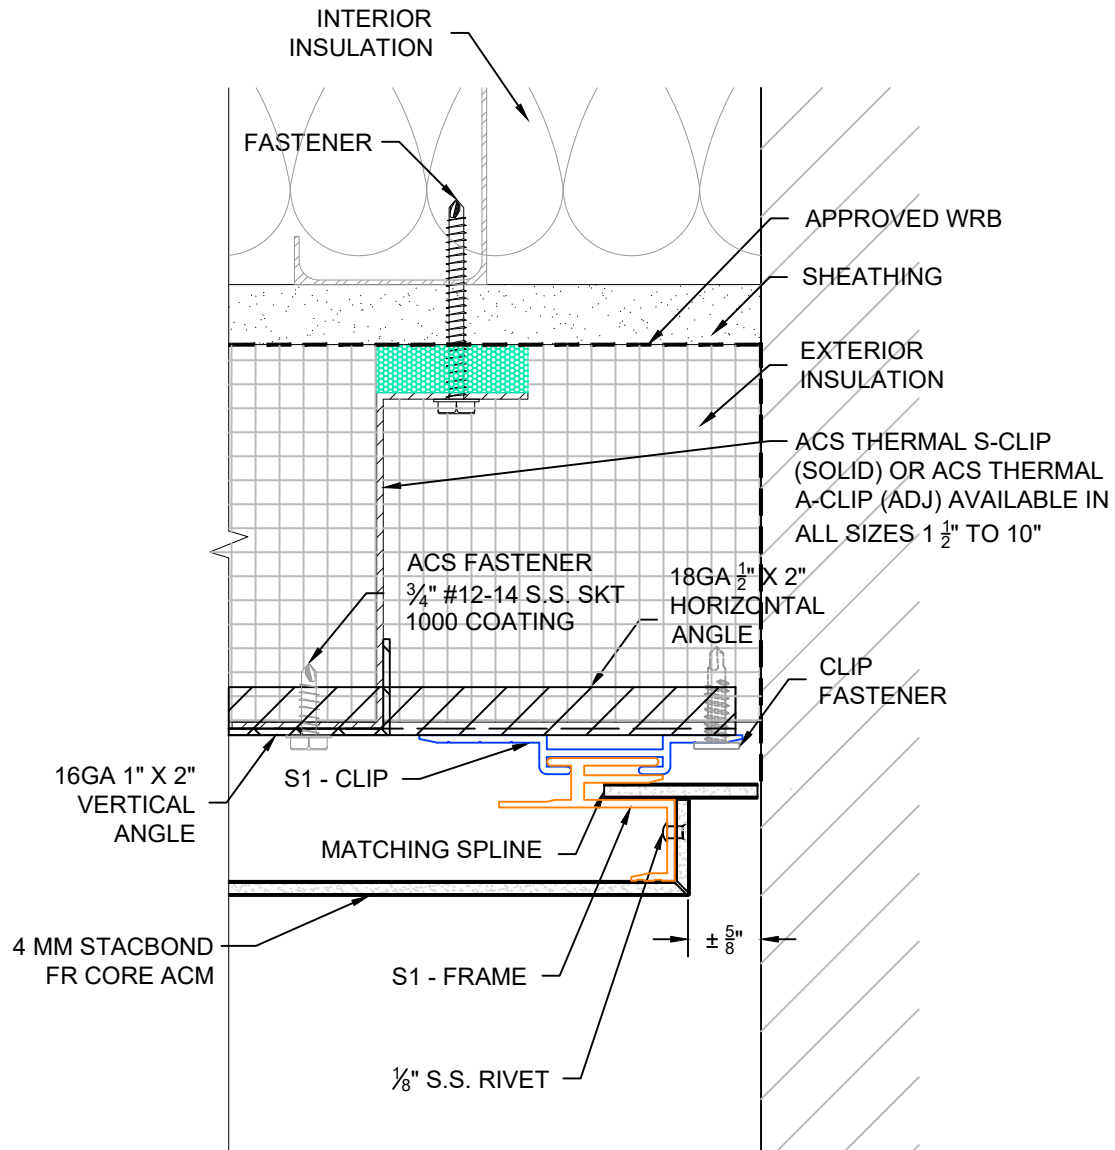 INTERIOR
INSULATION
FASTENER
APPROVED WRB
SHEATHING
EXTERIOR
INSULATION
ACS THERMAL S-CLIP
(SOLID) OR ACS THERMAL
A-CLIP (ADJ) AVAILABLE IN
ALL SIZES 1 1/2" TO 10"
ACS FASTENER
3/4" #12-14 S.S. SKT
1000 COATING
18GA 1/2" X 2"
HORIZONTAL
ANGLE
CLIP
FASTENER
16GA 1" X 2"
VERTICAL
ANGLE
S1 - CLIP
MATCHING SPLINE
4 MM STACBOND
FR CORE ACM
S1 - FRAME
± 5/8"
1/8" S.S. RIVET